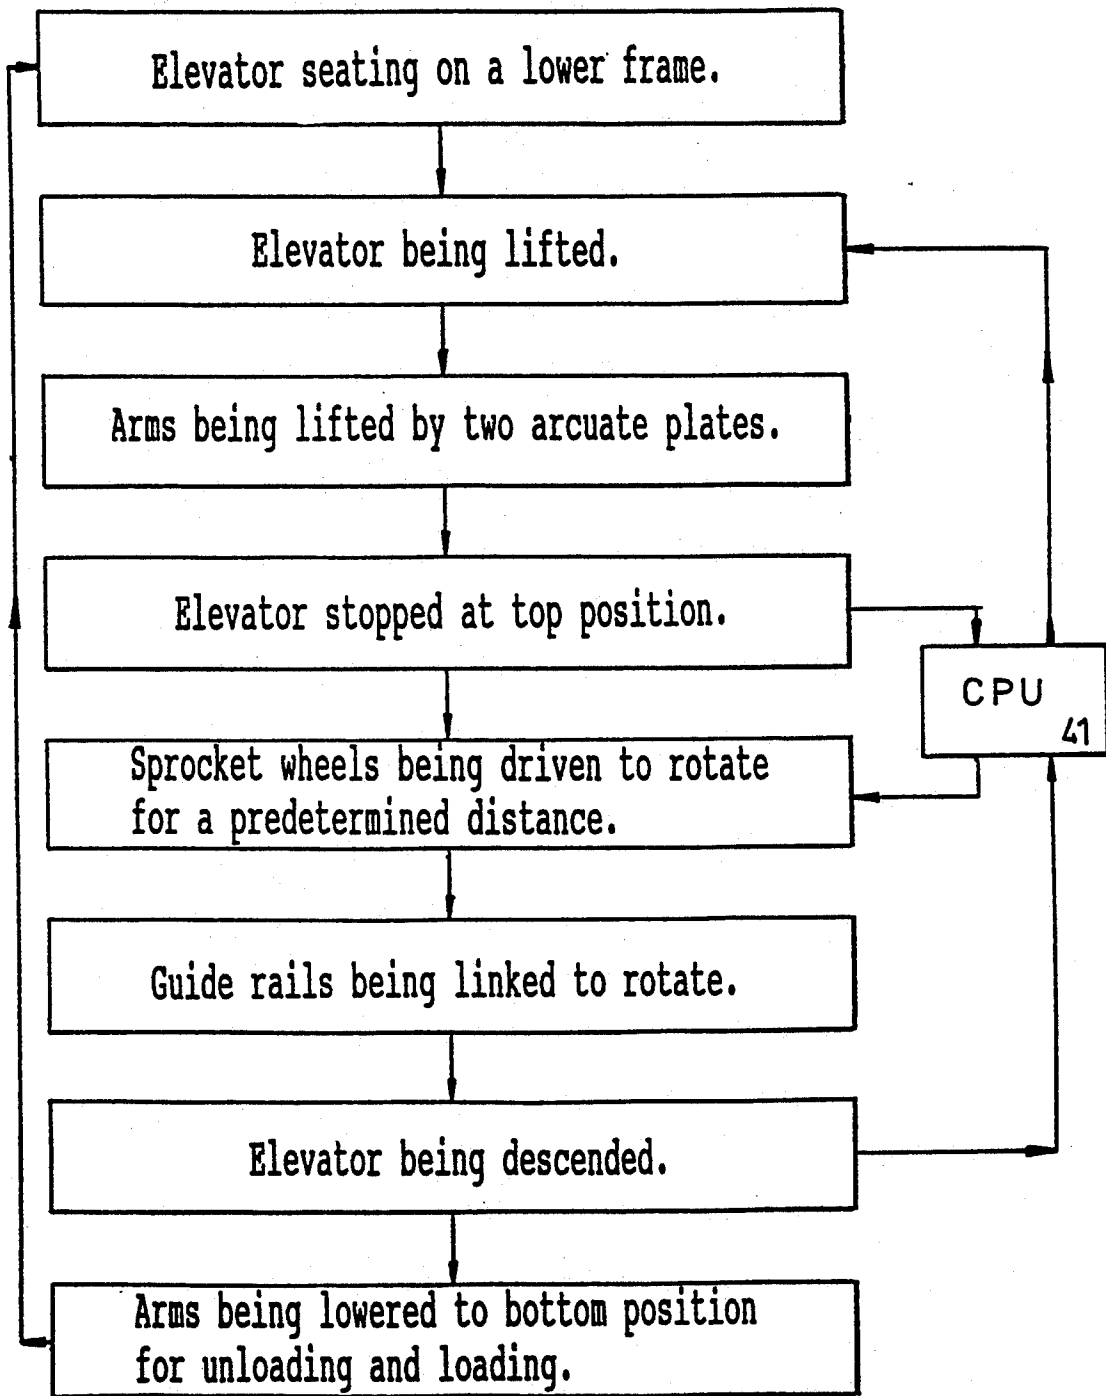 Elevator seating on a lower frame.
Elevator being lifted.
Arms being lifted by two arcuate plates.
Elevator stopped at top position.
CPU
41
Sprocket wheels being driven to rotate
for a predetermined distance.
Guide rails being linked to rotate.
Elevator being descended.
Arms being lowered to bottom position
for unloading and loading.